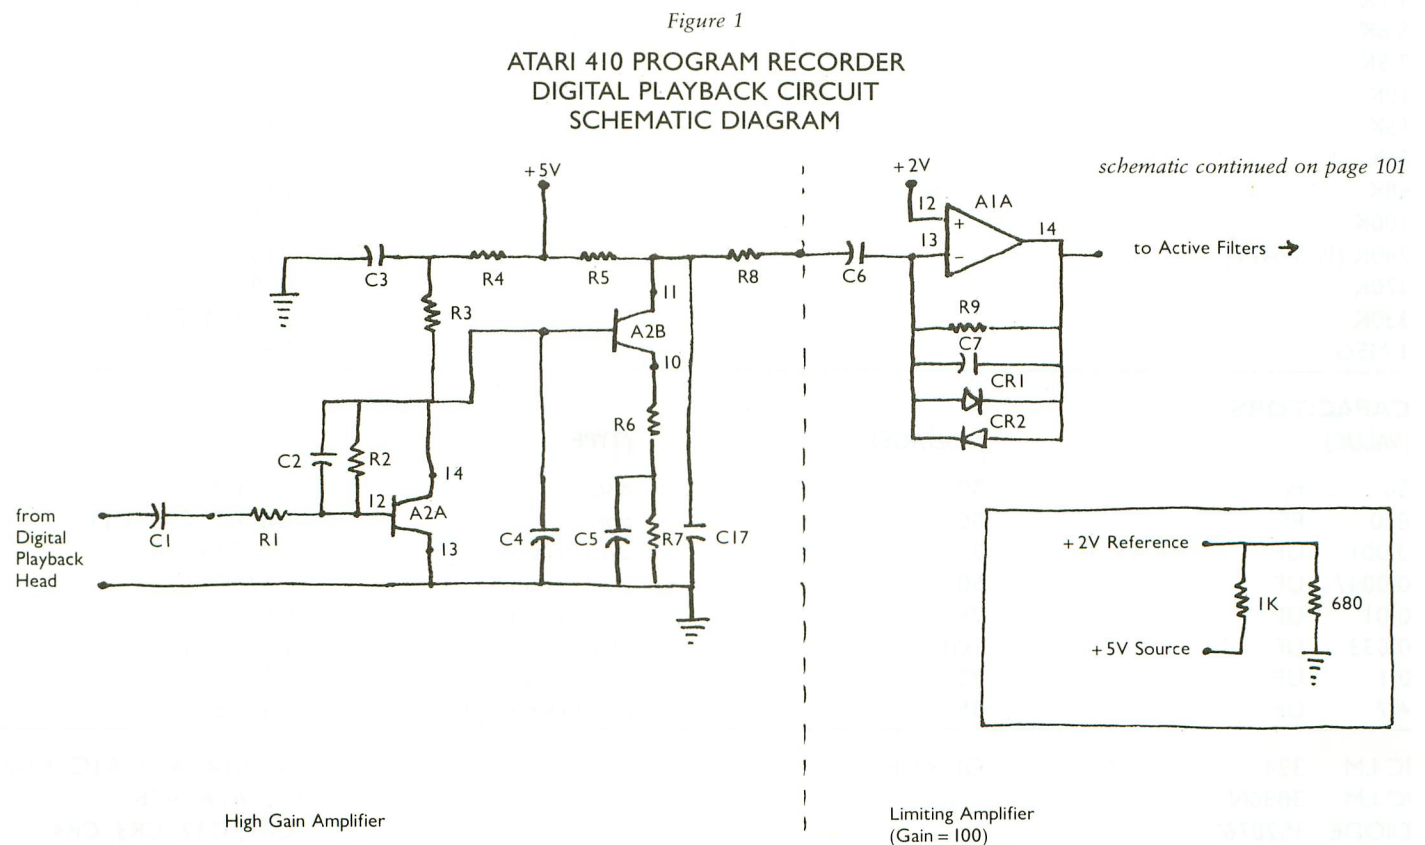 Figure 1
ATARI 410 PROGRAM RECORDER
DIGITAL PLAYBACK CIRCUIT
SCHEMATIC DIAGRAM
schematic continued on page 101
+5V
+2V
12
A1A
+
13
14
−
to Active Filters →
C3
R4
R5
R8
C6
R3
11
A2B
10
R9
C7
CR1
CR2
R6
C2
R2
14
12
A2A
13
from
Digital
Playback
Head
C1
R1
C4
C5
R7
C17
+2V Reference
1K
680
+5V Source
High Gain Amplifier
Limiting Amplifier
(Gain = 100)